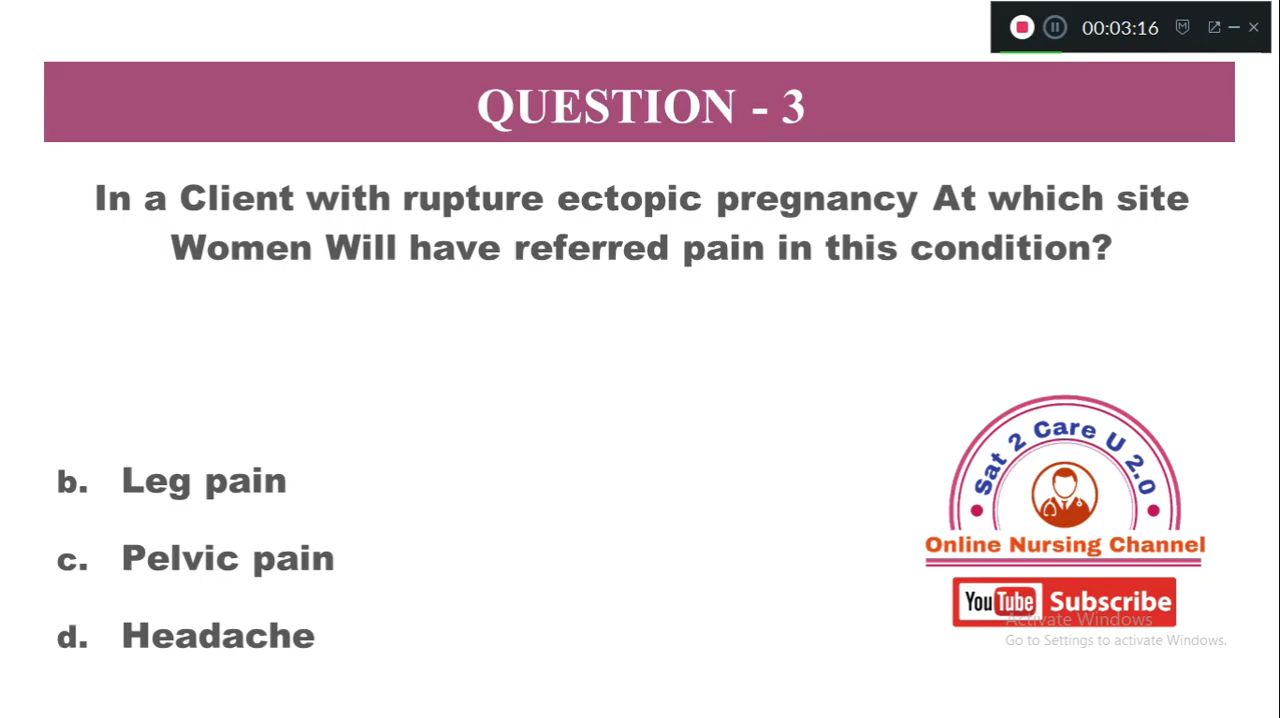 00:03:16
QUESTION - 3
In a Client with rupture ectopic pregnancy At which site
Women Will have referred pain in this condition?
b. Leg pain
c. Pelvic pain
d. Headache
Sat 2 Care U 2.0
Online Nursing Channel
YouTube Subscribe
Activate Windows
Go to Settings to activate Windows.